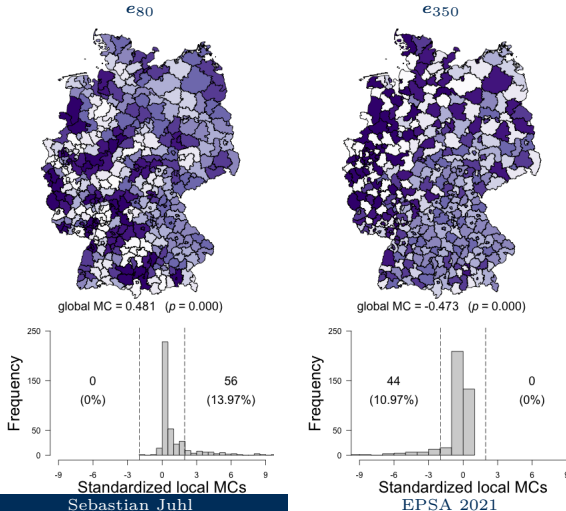 e80 e350
global MC = 0.481 (p = 0.000) global MC = -0.473 (p = 0.000)
250 250
Frequency Frequency
150 150
50 50
0 0
0 56 44 0
(0%) (13.97%) (10.97%) (0%)
-9 -6 -3 0 3 6 9 -9 -6 -3 0 3 6 9
Standardized local MCs Standardized local MCs
Sebastian Juhl EPSA 2021